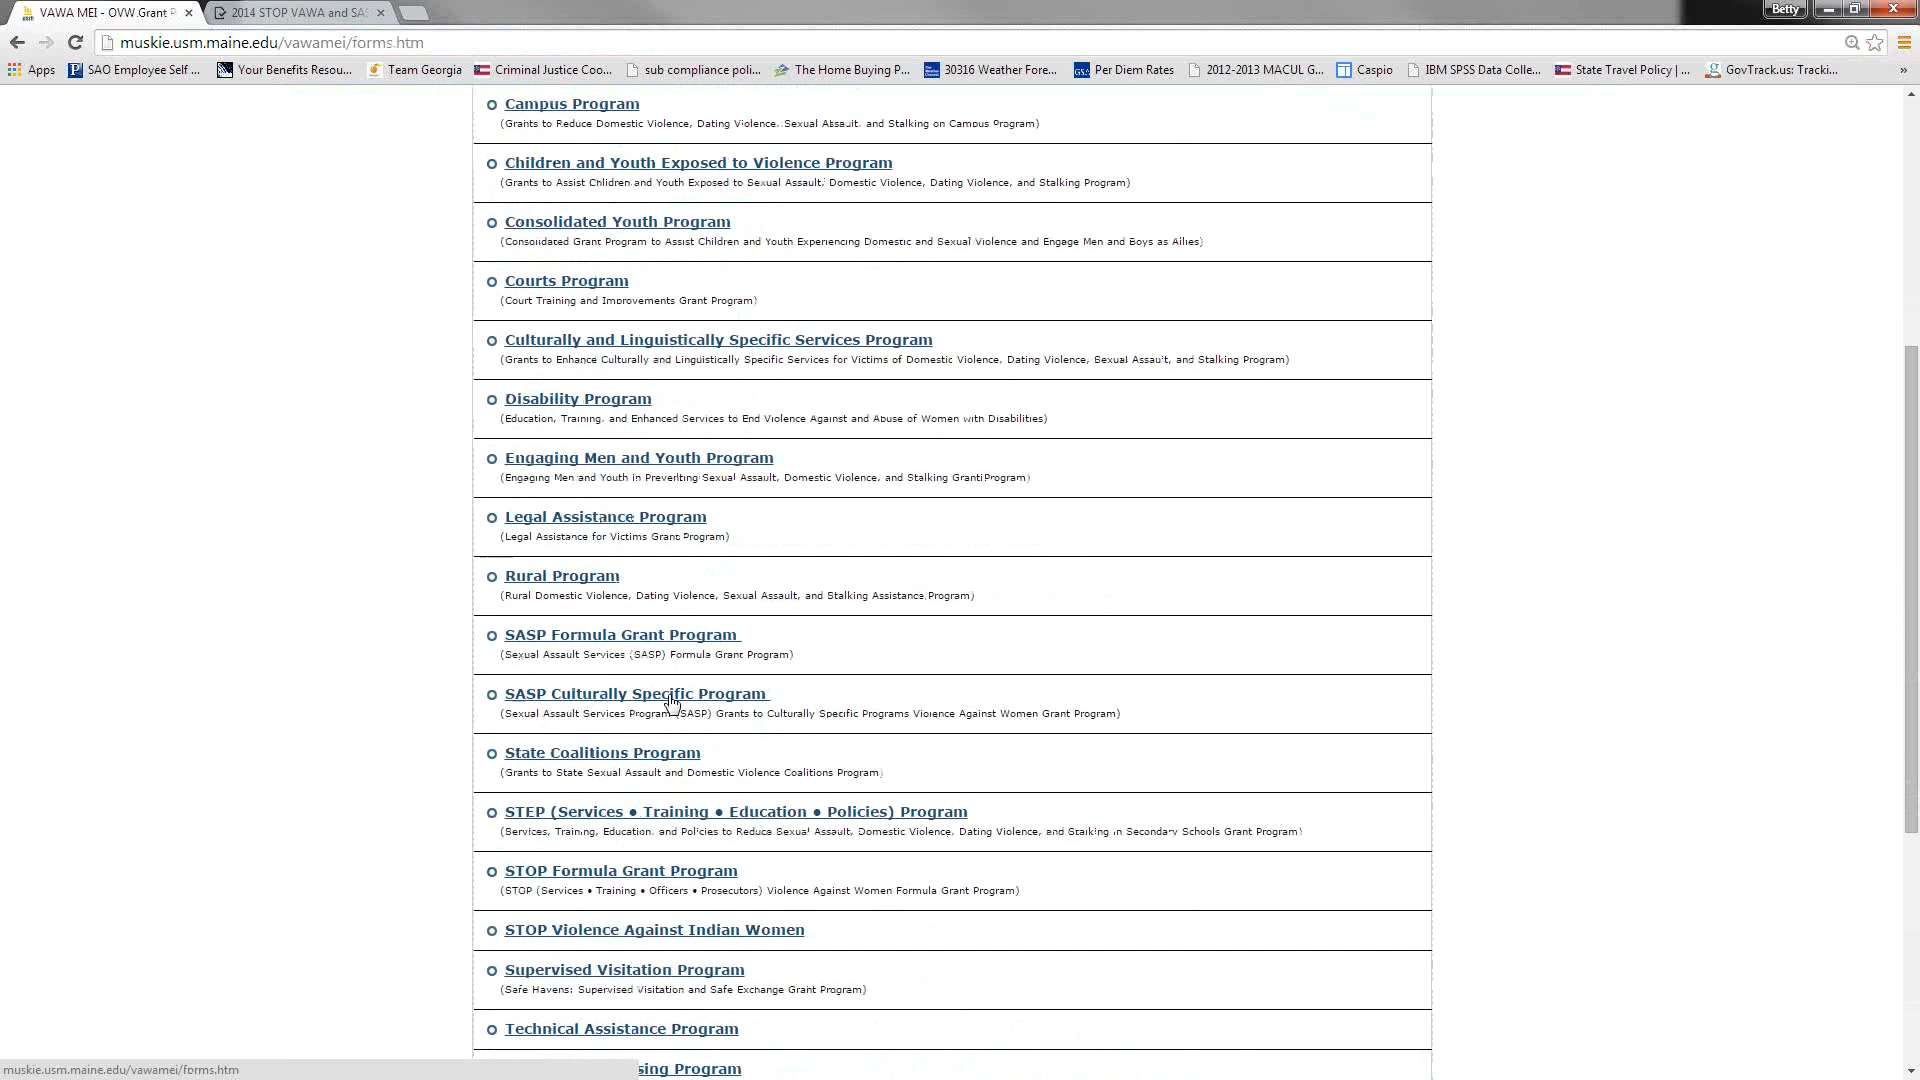 VAWA MEI - OVW Grant P
2014 STOP VAWA and SAS
Betty
muskie.usm.maine.edu/vawamei/forms.htm
Apps
SAO Employee Self ...
Your Benefits Resou...
Team Georgia
Criminal Justice Coo...
sub compliance poli...
The Home Buying P...
30316 Weather Fore...
Per Diem Rates
2012-2013 MACUL G...
Caspio
IBM SPSS Data Colle...
State Travel Policy | ...
GovTrack.us: Tracki...
»
Campus Program
(Grants to Reduce Domestic Violence, Dating Violence, Sexual Assault, and Stalking on Campus Program)
Children and Youth Exposed to Violence Program
(Grants to Assist Children and Youth Exposed to Sexual Assault, Domestic Violence, Dating Violence, and Stalking Program)
Consolidated Youth Program
(Consolidated Grant Program to Assist Children and Youth Experiencing Domestic and Sexual Violence and Engage Men and Boys as Allies)
Courts Program
(Court Training and Improvements Grant Program)
Culturally and Linguistically Specific Services Program
(Grants to Enhance Culturally and Linguistically Specific Services for Victims of Domestic Violence, Dating Violence, Sexual Assault, and Stalking Program)
Disability Program
(Education, Training, and Enhanced Services to End Violence Against and Abuse of Women with Disabilities)
Engaging Men and Youth Program
(Engaging Men and Youth in Preventing Sexual Assault, Domestic Violence, and Stalking Grant Program)
Legal Assistance Program
(Legal Assistance for Victims Grant Program)
Rural Program
(Rural Domestic Violence, Dating Violence, Sexual Assault, and Stalking Assistance Program)
SASP Formula Grant Program
(Sexual Assault Services (SASP) Formula Grant Program)
SASP Culturally Specific Program
(Sexual Assault Services Program (SASP) Grants to Culturally Specific Programs Violence Against Women Grant Program)
State Coalitions Program
(Grants to State Sexual Assault and Domestic Violence Coalitions Program)
STEP (Services • Training • Education • Policies) Program
(Services, Training, Education, and Policies to Reduce Sexual Assault, Domestic Violence, Dating Violence, and Stalking in Secondary Schools Grant Program)
STOP Formula Grant Program
(STOP (Services • Training • Officers • Prosecutors) Violence Against Women Formula Grant Program)
STOP Violence Against Indian Women
Supervised Visitation Program
(Safe Havens: Supervised Visitation and Safe Exchange Grant Program)
Technical Assistance Program
sing Program
muskie.usm.maine.edu/vawamei/forms.htm